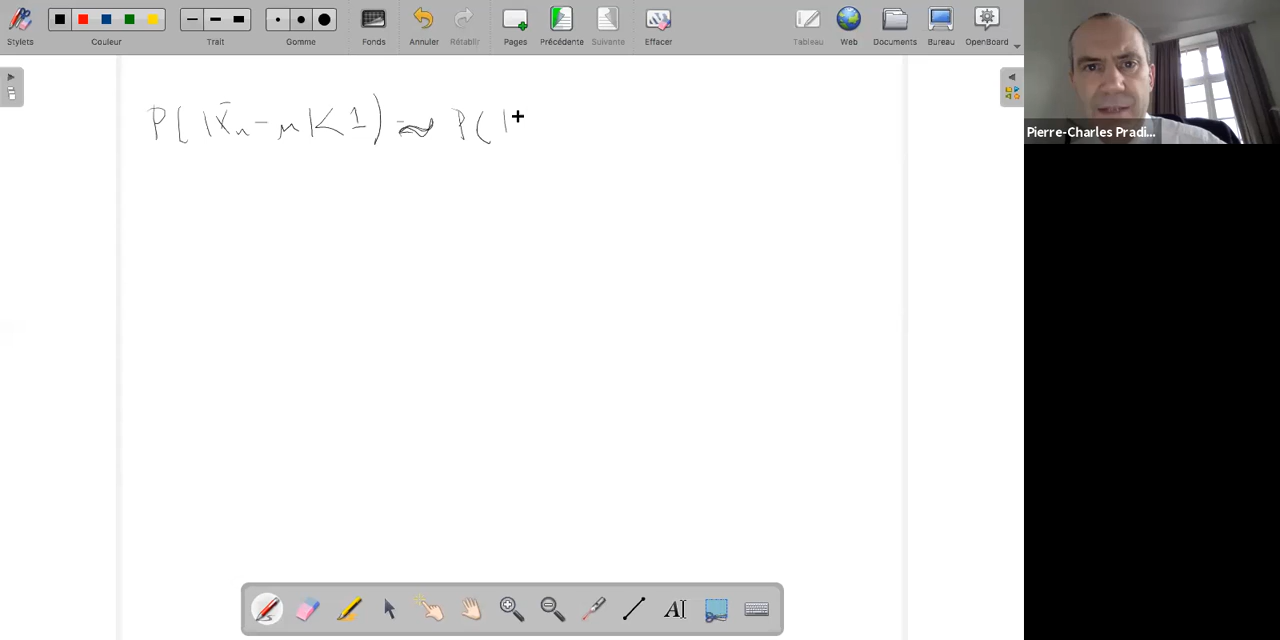 Stylets Couleur Trait Gomme Fonds Annuler Rétablir Pages Précédente Suivante Effacer Tableau Web Documents Bureau OpenBoard
P( |X̄n - μ| < 1 ) ≈ P( |
Pierre-Charles Pradi...
A